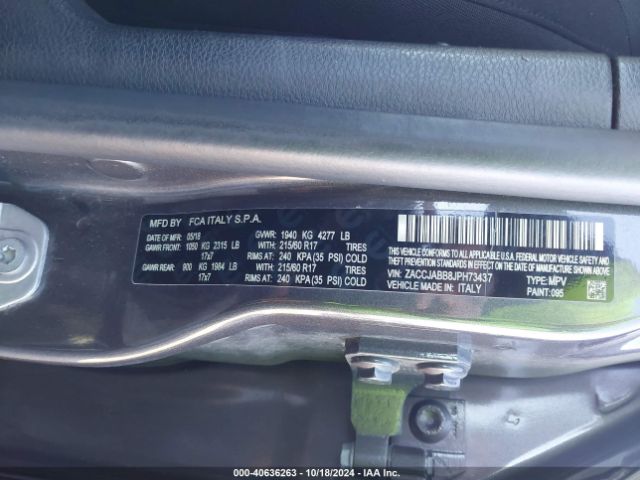 MFD BY FCA ITALY S.P.A.
DATE OF MFR: 05/18 GVWR: 1940 KG 4277 LB
GAWR FRONT: 1050 KG 2315 LB WITH: 215/60 R17 TIRES
17x7 RIMS AT: 240 KPA (35 PSI) COLD
GAWR REAR: 900 KG 1984 LB WITH: 215/60 R17 TIRES
17x7 RIMS AT: 240 KPA (35 PSI) COLD
THIS VEHICLE CONFORMS TO ALL APPLICABLE U.S.
FEDERAL MOTOR VEHICLE SAFETY, BUMPER, AND
THEFT PREVENTION STANDARDS IN EFFECT ON THE
DATE OF MANUFACTURE SHOWN ABOVE.
VIN: ZACCJABB8JPH73437 TYPE: MPV
VEHICLE MADE IN: ITALY PAINT: 095
000-40636263 - 10/18/2024 - IAA Inc.